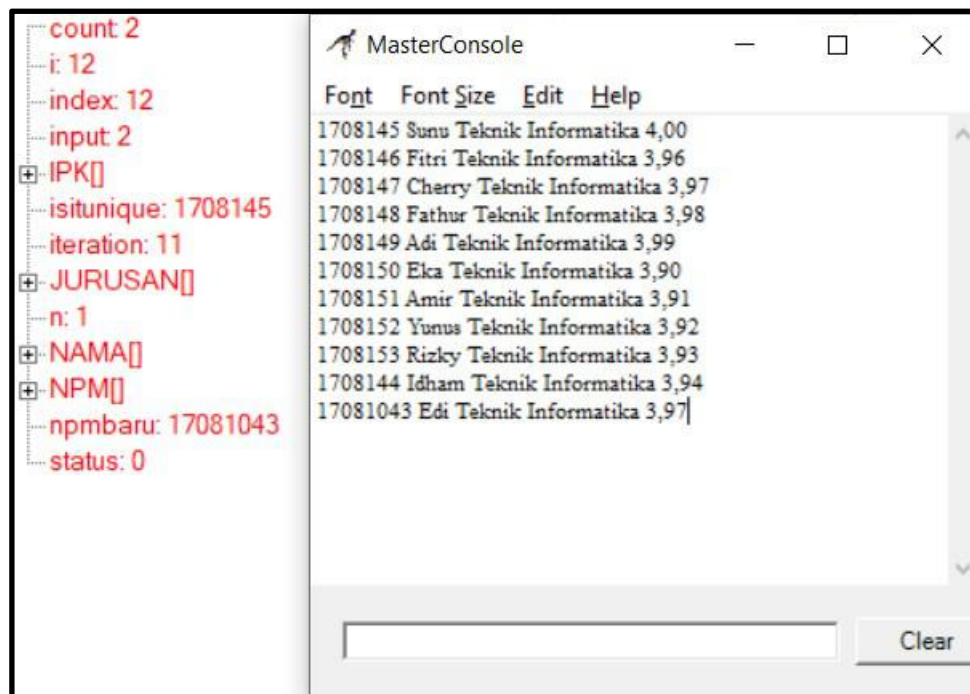 count: 2
i: 12
index: 12
input: 2
IPK[]
isitunique: 1708145
iteration: 11
JURUSAN[]
n: 1
NAMA[]
NPM[]
npmbaru: 17081043
status: 0
MasterConsole
Font Font Size Edit Help
1708145 Sunu Teknik Informatika 4,00
1708146 Fitri Teknik Informatika 3,96
1708147 Cherry Teknik Informatika 3,97
1708148 Fathur Teknik Informatika 3,98
1708149 Adi Teknik Informatika 3,99
1708150 Eka Teknik Informatika 3,90
1708151 Amir Teknik Informatika 3,91
1708152 Yunus Teknik Informatika 3,92
1708153 Rizky Teknik Informatika 3,93
1708144 Idham Teknik Informatika 3,94
17081043 Edi Teknik Informatika 3,97
Clear